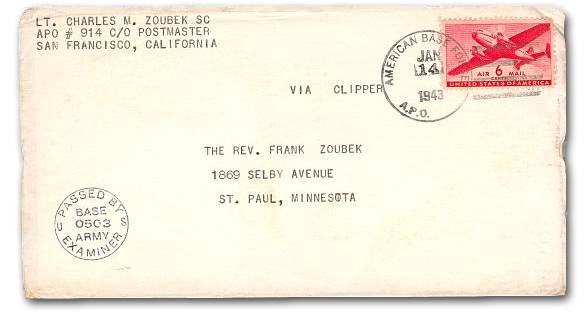 LT. CHARLES M. ZOUBEK SC
APO # 914 C/O POSTMASTER
SAN FRANCISCO, CALIFORNIA
AMERICAN BASE FOR
JAN
14
1943
A.P.O.
AIR 6 MAIL
CENTS
UNITED STATES OF AMERICA
VIA CLIPPER
THE REV. FRANK ZOUBEK
1869 SELBY AVENUE
ST. PAUL, MINNESOTA
PASSED BY
BASE
0503
ARMY
EXAMINER
U S